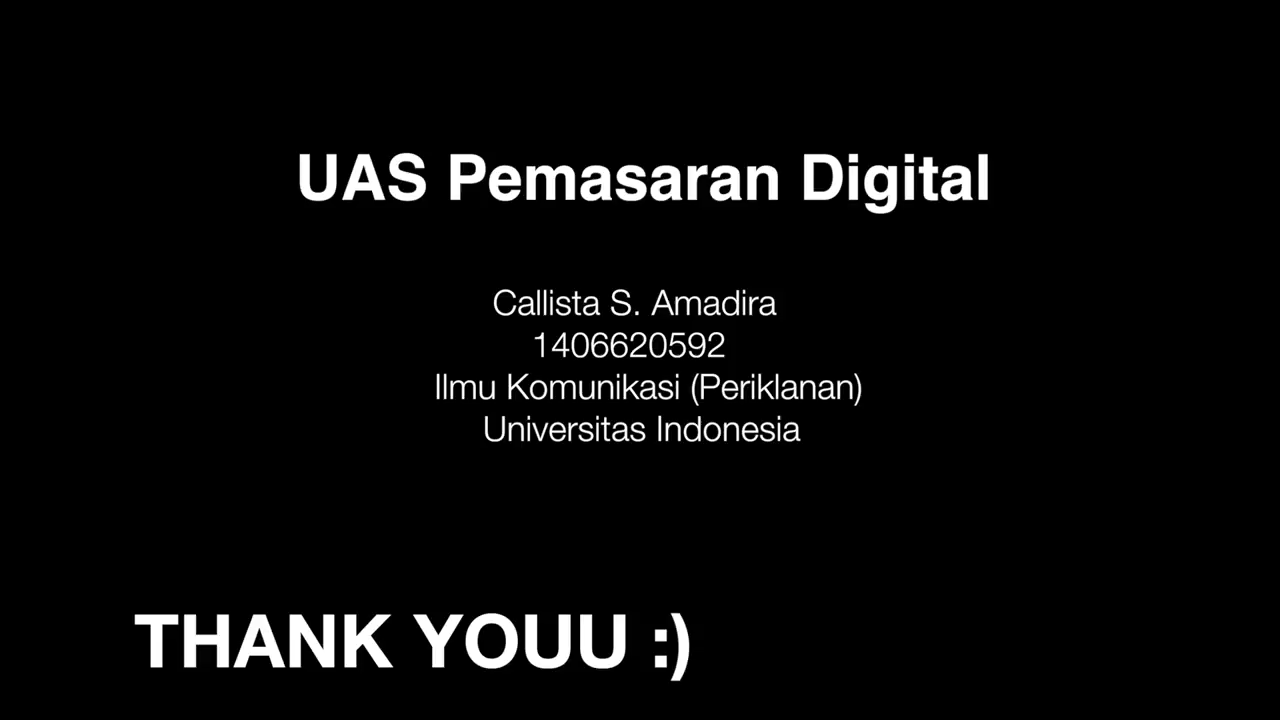 UAS Pemasaran Digital
Callista S. Amadira
1406620592
Ilmu Komunikasi (Periklanan)
Universitas Indonesia
THANK YOUU :)